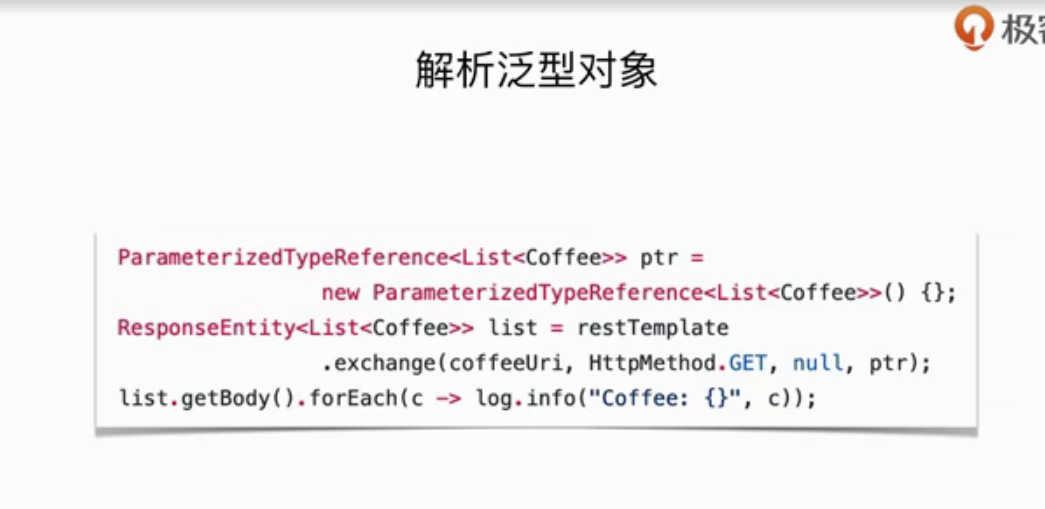 极客
解析泛型对象
ParameterizedTypeReference<List<Coffee>> ptr =
new ParameterizedTypeReference<List<Coffee>>() {};
ResponseEntity<List<Coffee>> list = restTemplate
.exchange(coffeeUri, HttpMethod.GET, null, ptr);
list.getBody().forEach(c -> log.info("Coffee: {}", c));